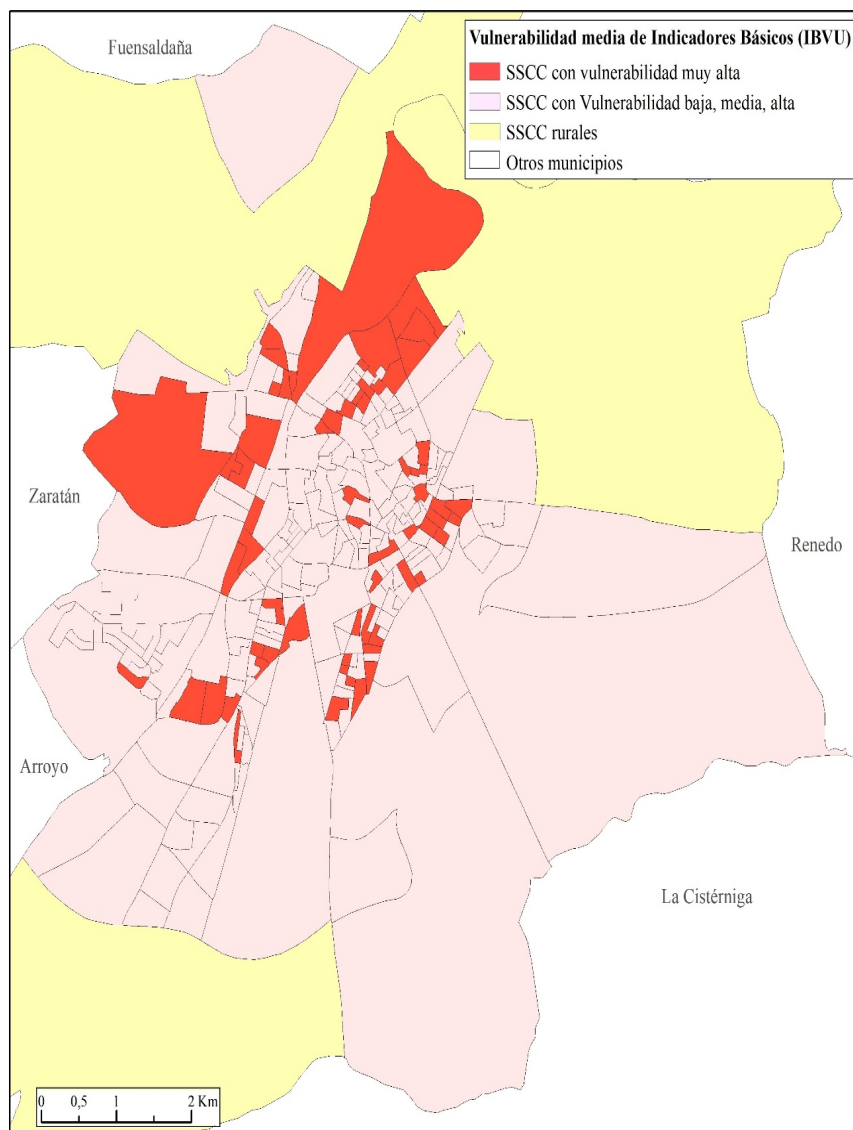 Fuensaldaña
Vulnerabilidad media de Indicadores Básicos (IBVU)
SSCC con vulnerabilidad muy alta
SSCC con Vulnerabilidad baja, media, alta
SSCC rurales
Otros municipios
Zaratán
Renedo
Arroyo
La Cistérniga
0 0,5 1 2 Km